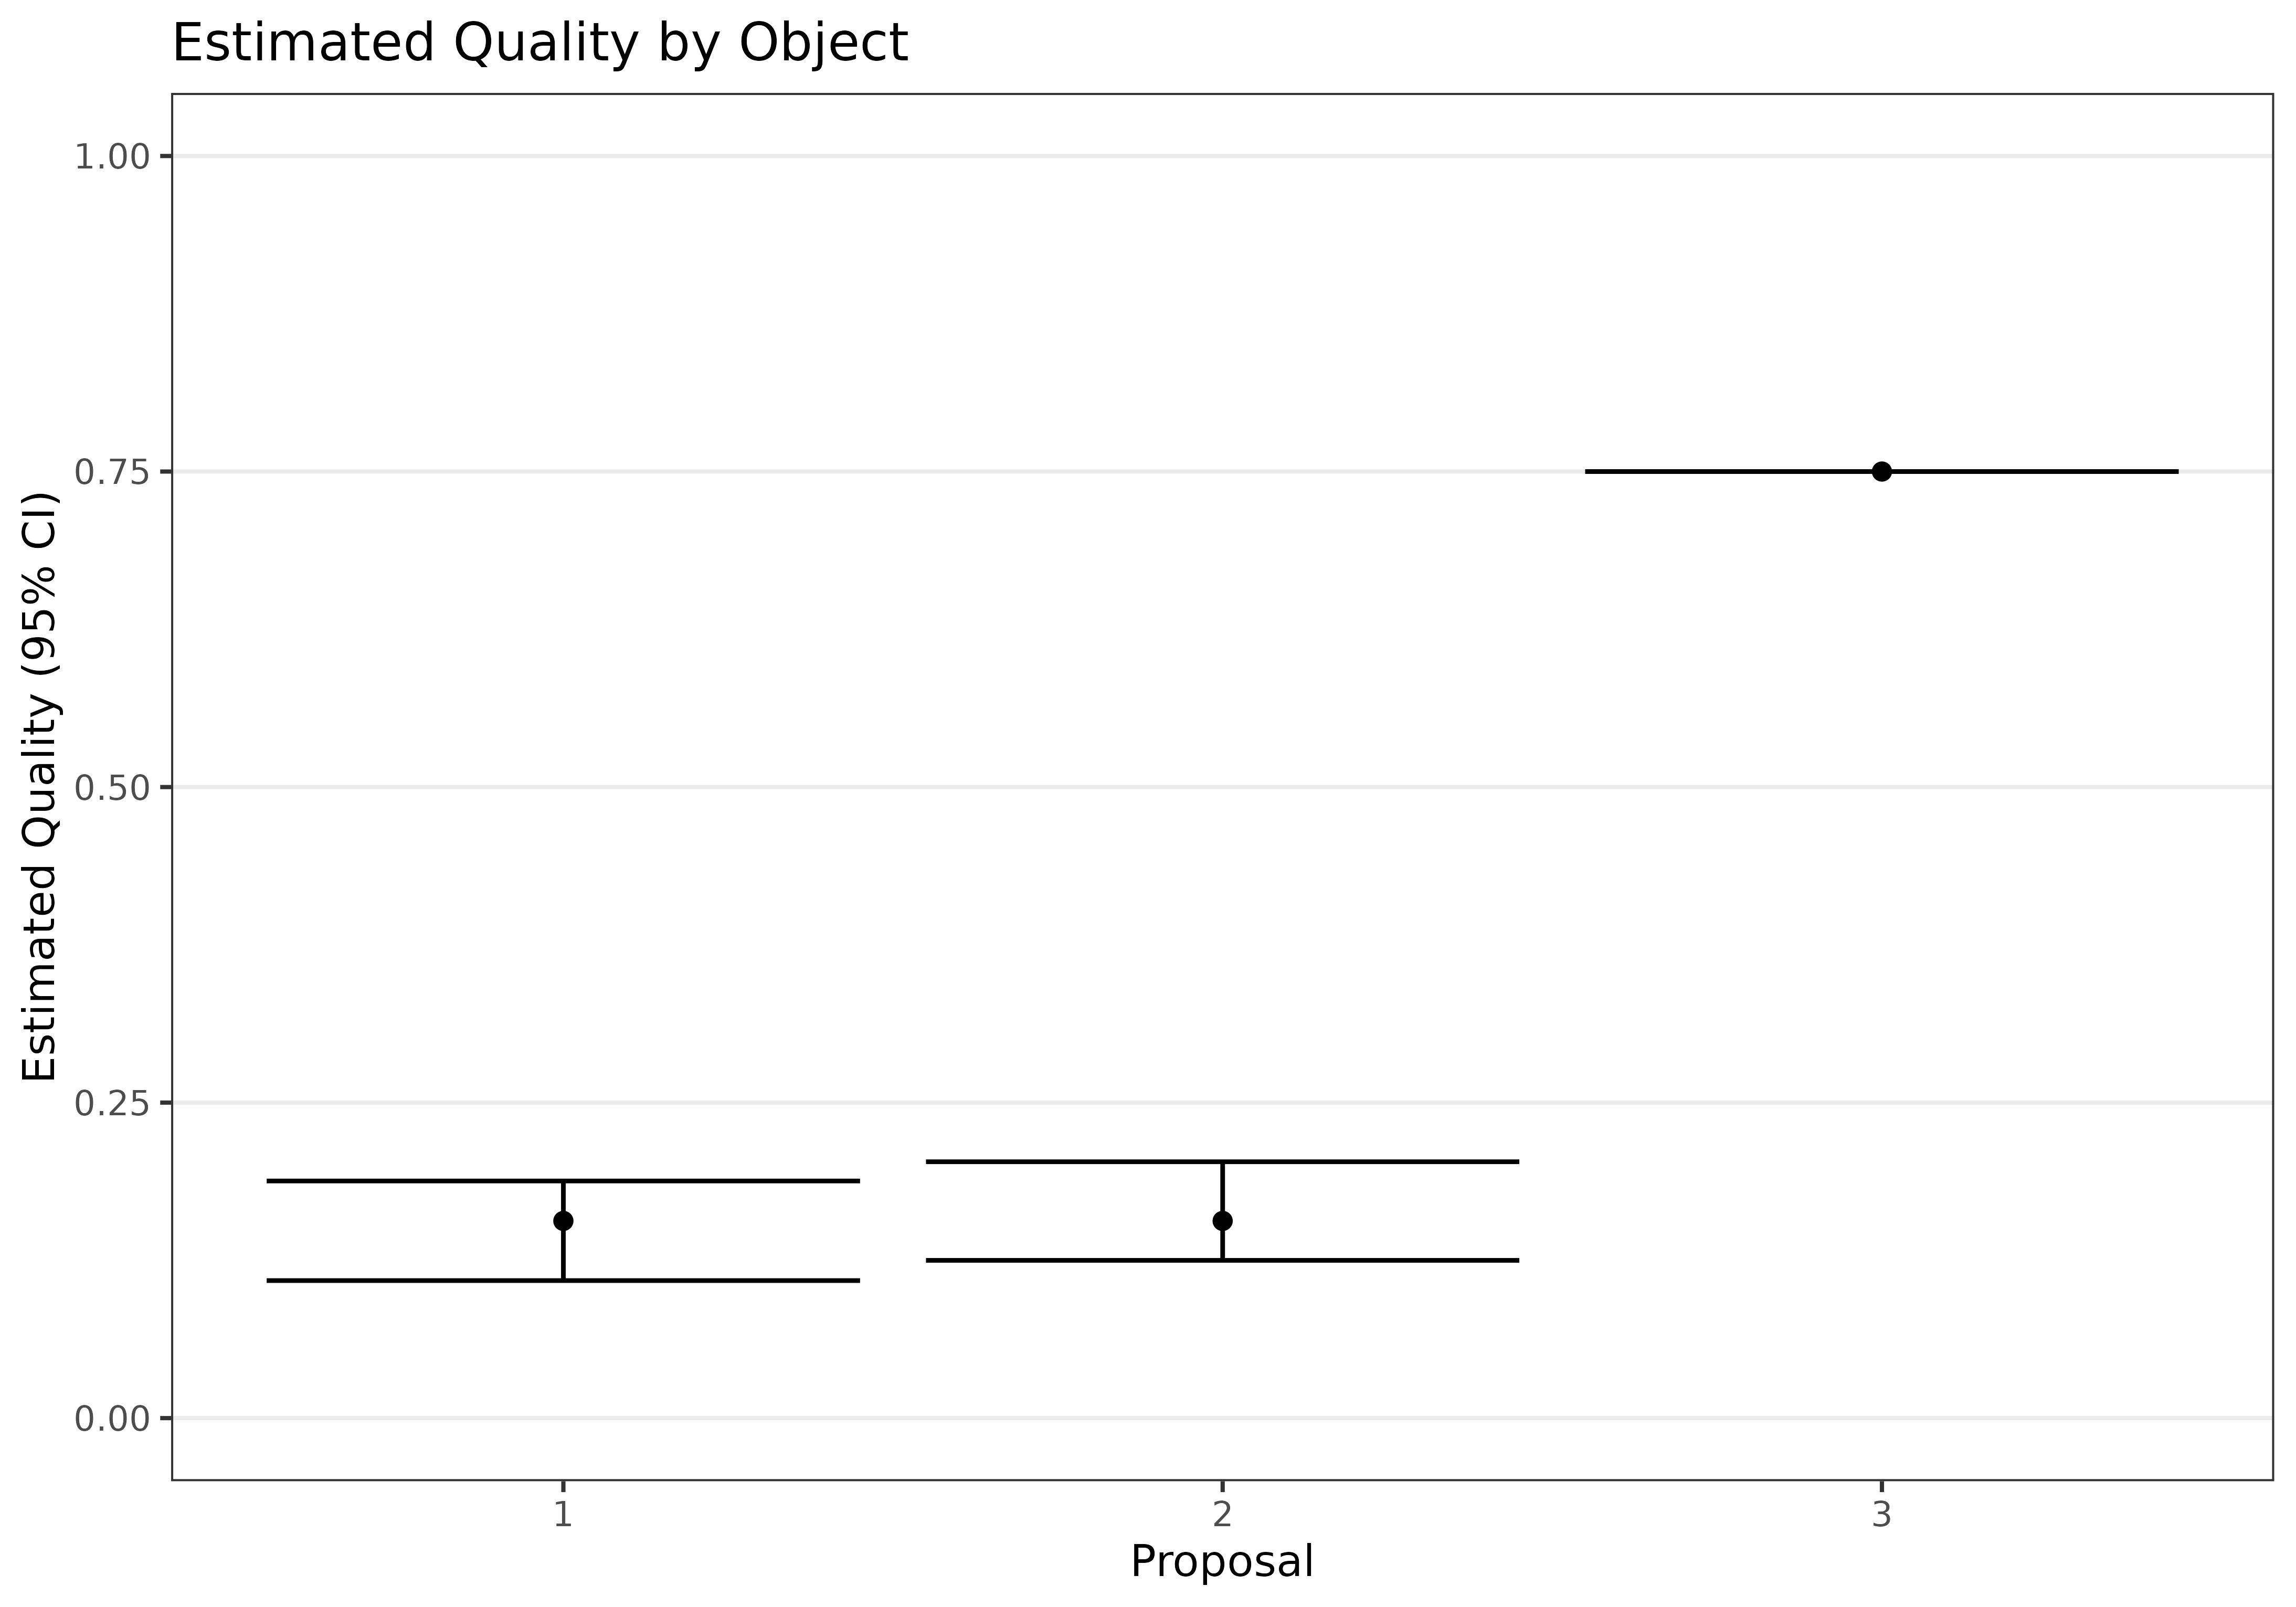 Estimated Quality by Object
Estimated Quality (95% CI)
1.00
0.75
0.50
0.25
0.00
1 2 3
Proposal